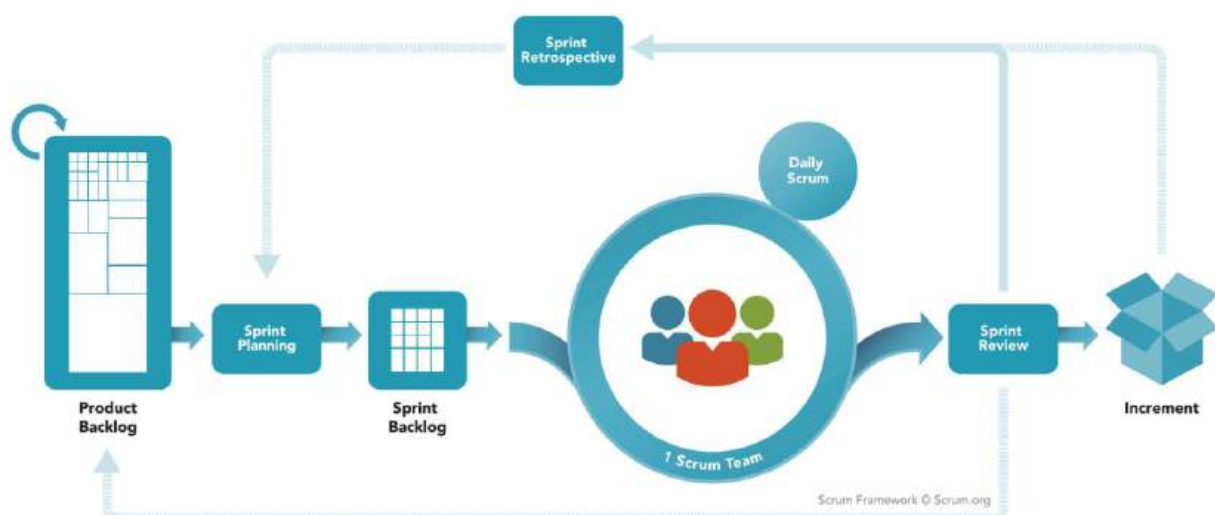 Sprint
Retrospective
Daily
Scrum
Sprint
Planning
Sprint
Review
Product
Backlog
Sprint
Backlog
Increment
1 Scrum Team
Scrum Framework © Scrum.org